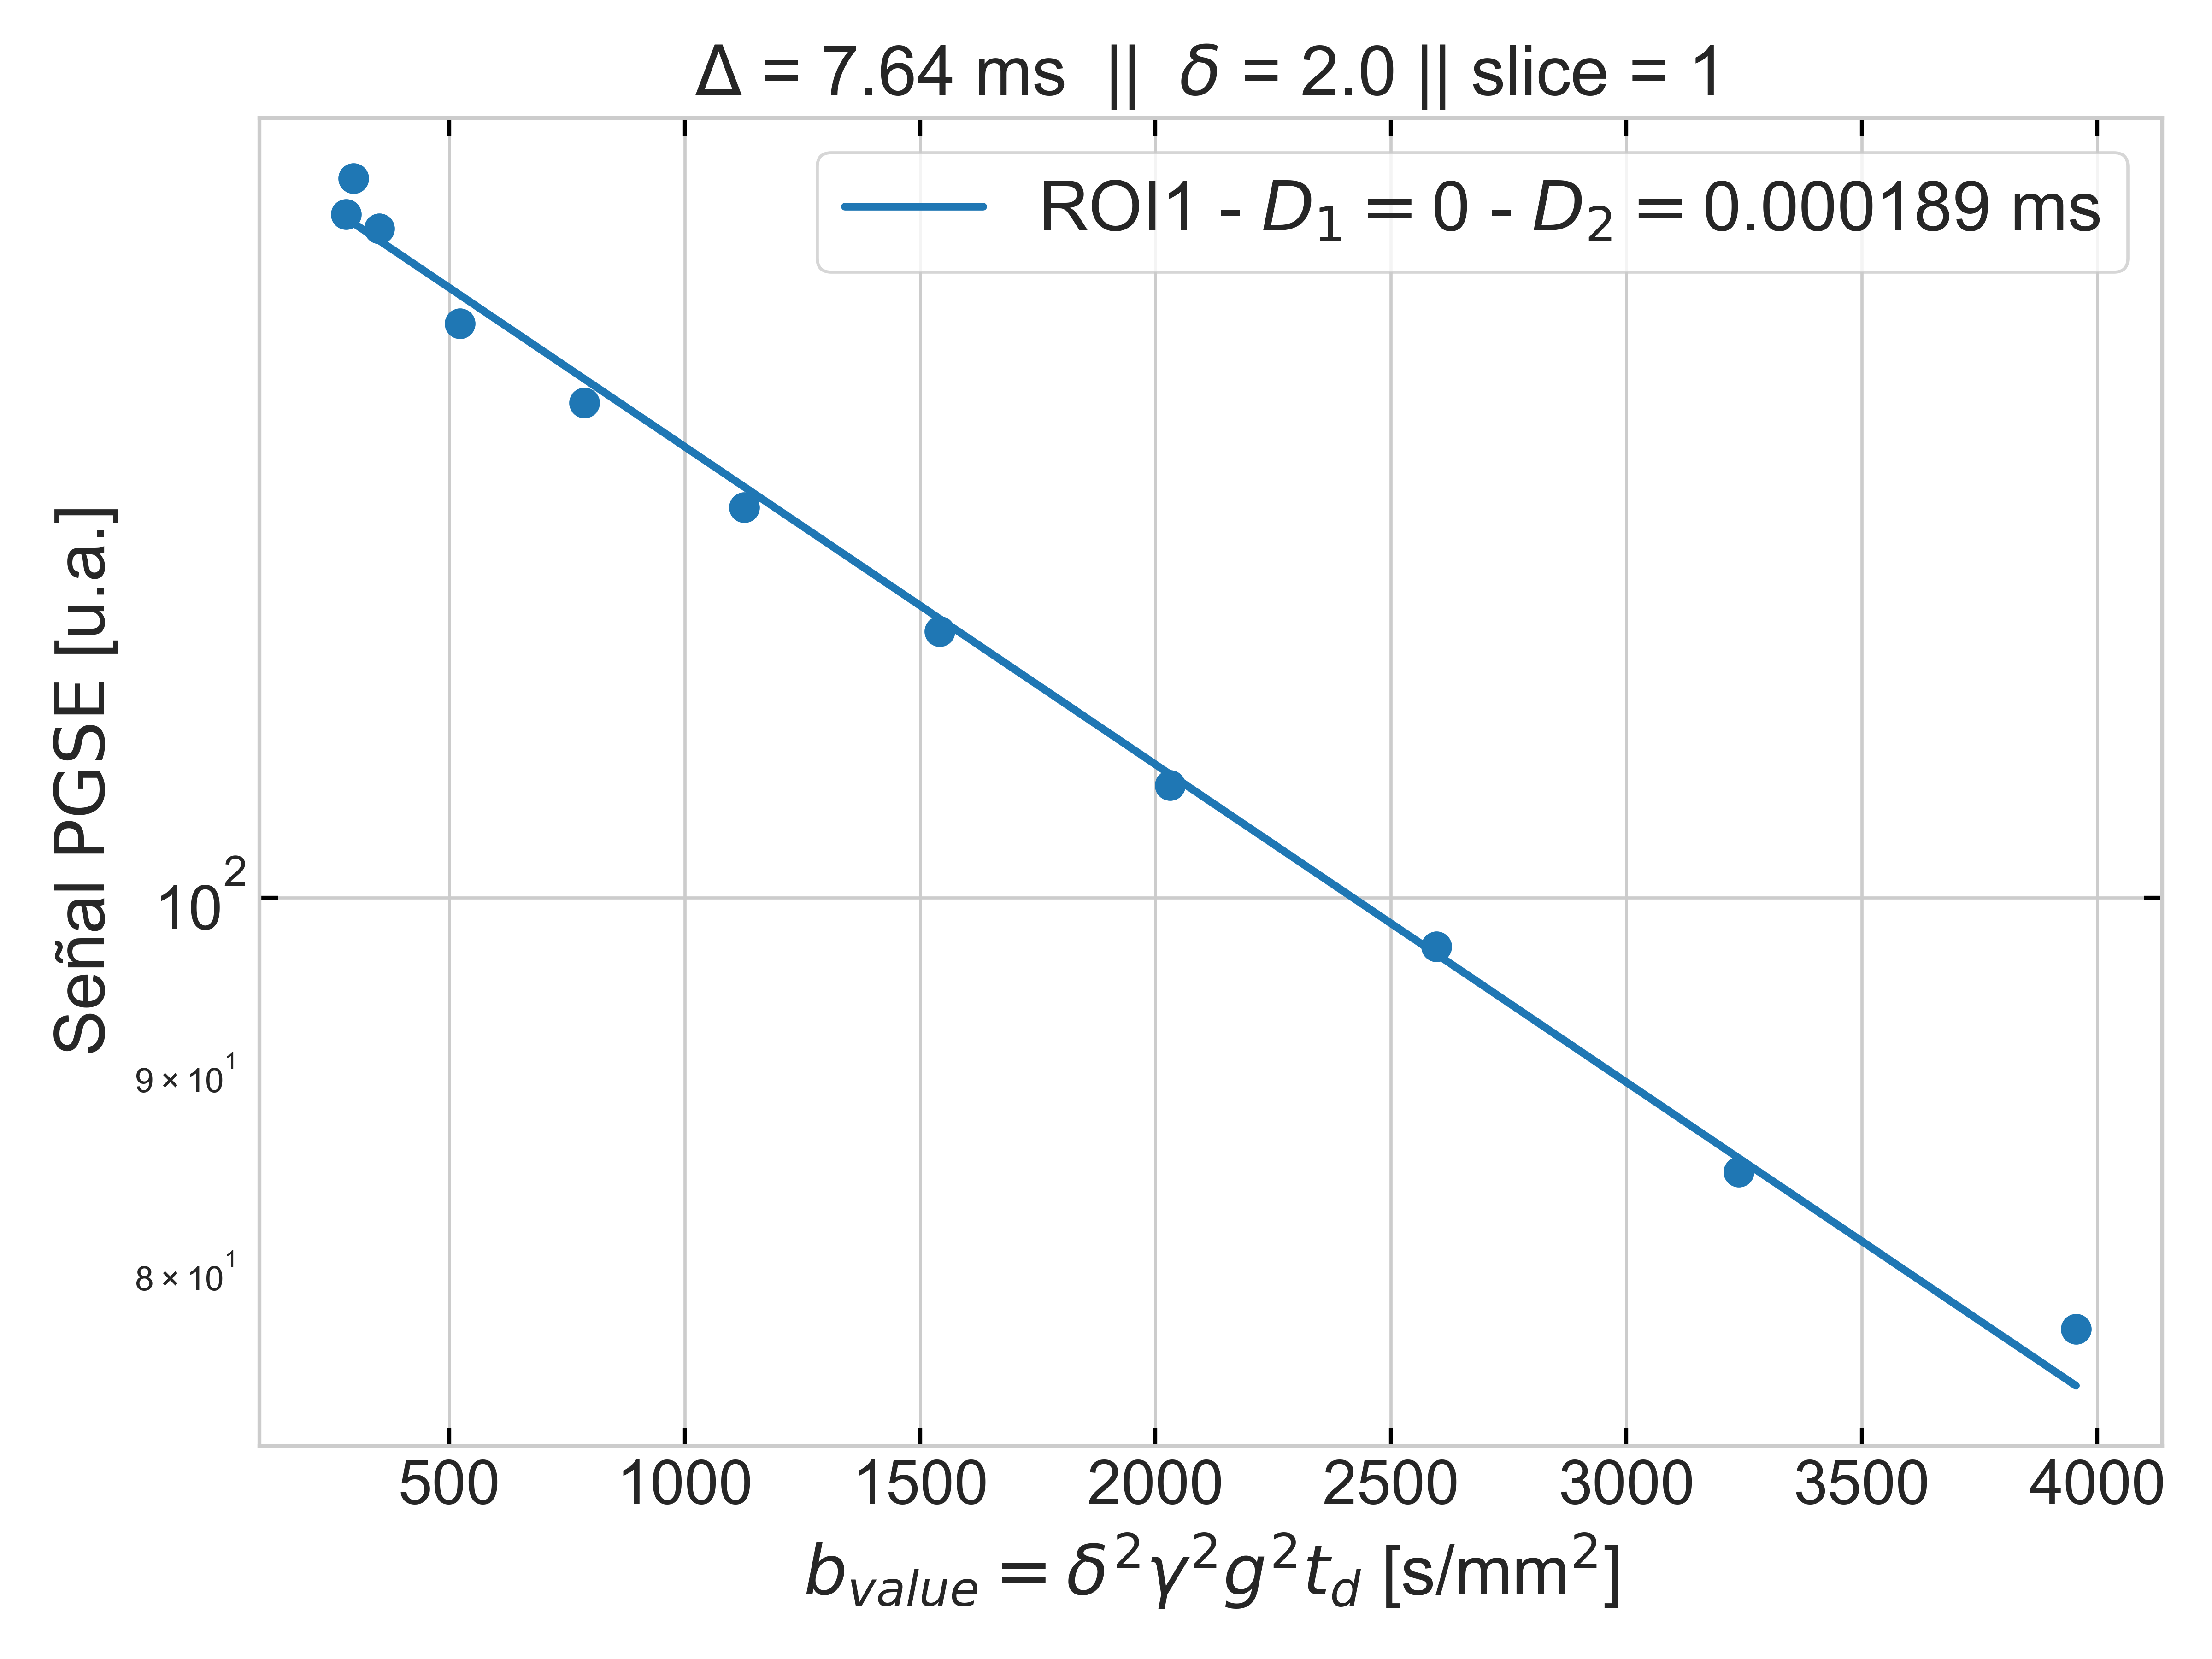 Δ = 7.64 ms || δ = 2.0 || slice = 1
ROI1 - D₁ = 0 - D₂ = 0.000189 ms
Señal PGSE [u.a.]
10²
9 × 10¹
8 × 10¹
500 1000 1500 2000 2500 3000 3500 4000
b_value = δ²γ²g²t_d [s/mm²]